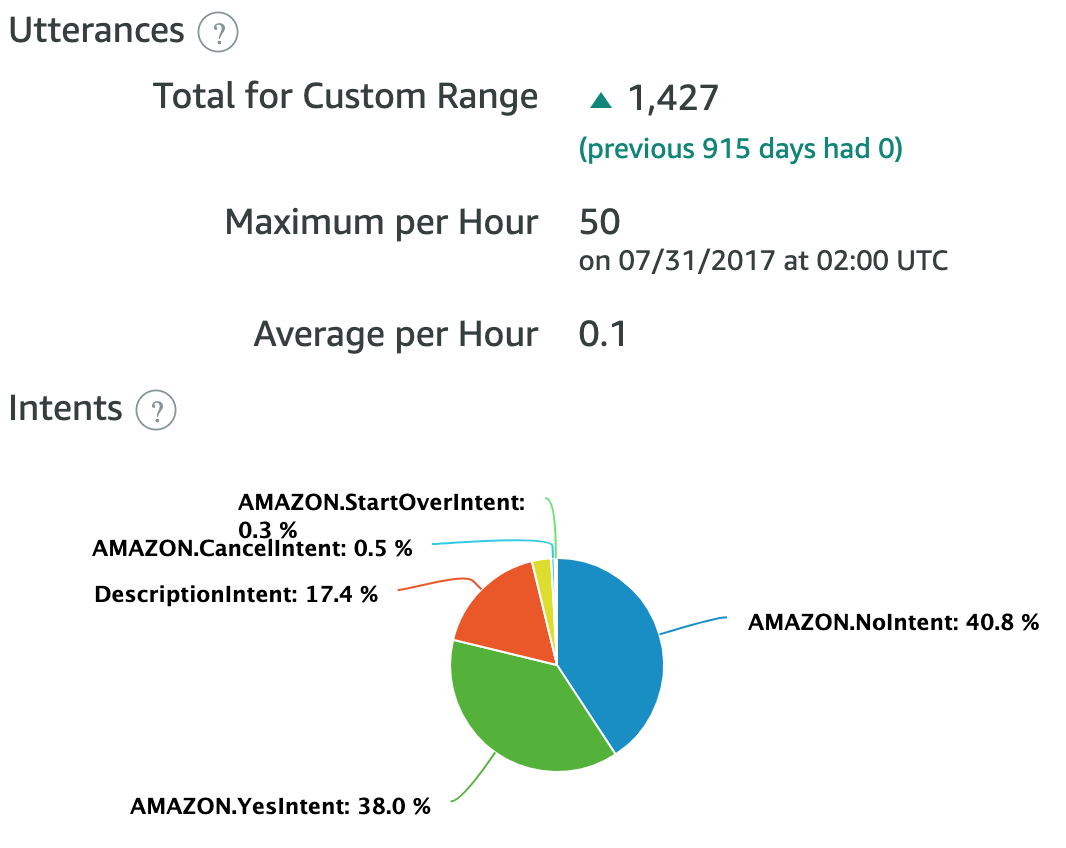 Utterances ?
Total for Custom Range ▲ 1,427
(previous 915 days had 0)
Maximum per Hour 50
on 07/31/2017 at 02:00 UTC
Average per Hour 0.1
Intents ?
AMAZON.StartOverIntent:
0.3 %
AMAZON.CancelIntent: 0.5 %
DescriptionIntent: 17.4 %
AMAZON.NoIntent: 40.8 %
AMAZON.YesIntent: 38.0 %